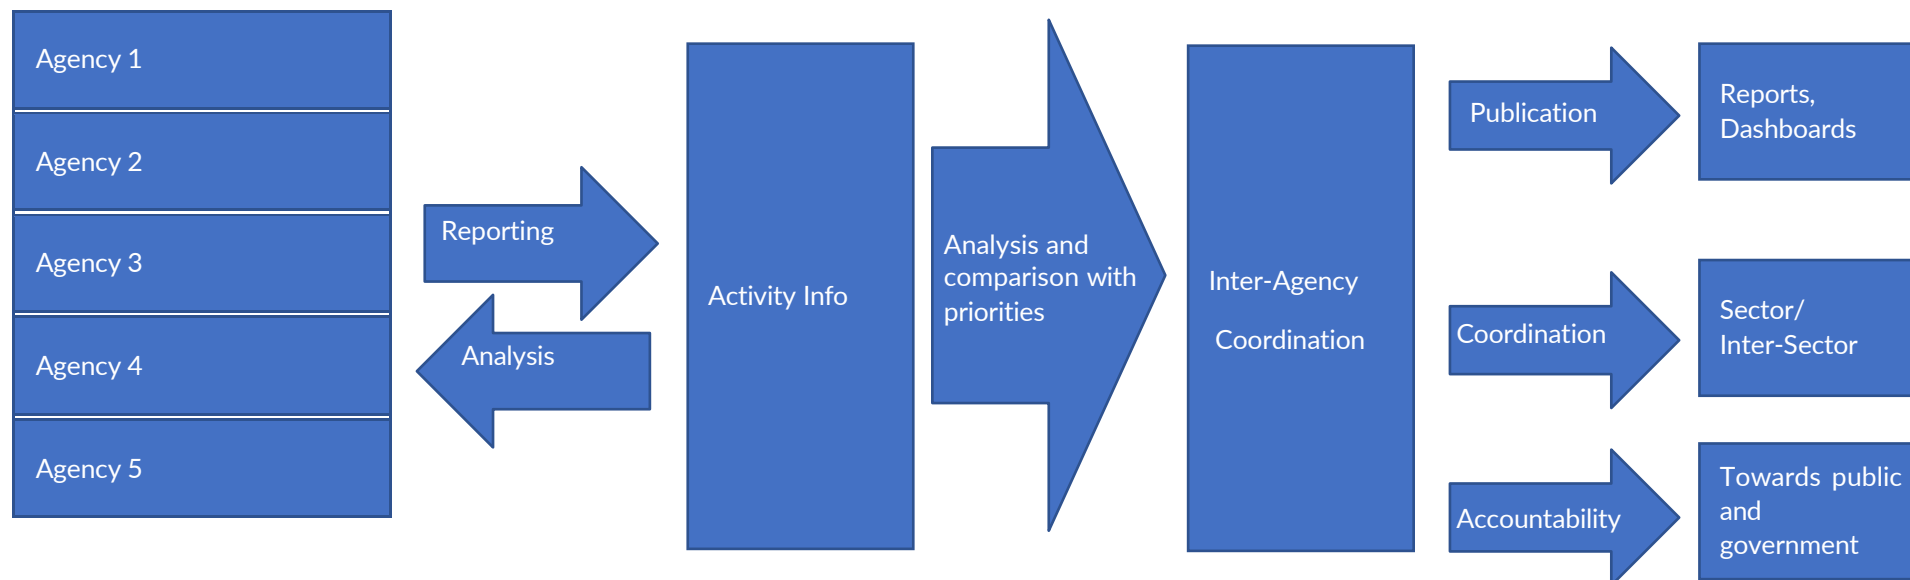 Agency 1
Agency 2
Agency 3
Agency 4
Agency 5
Reporting
Analysis
Activity Info
Analysis and
comparison with
priorities
Inter-Agency
Coordination
Publication
Reports,
Dashboards
Coordination
Sector/
Inter-Sector
Accountability
Towards public
and
government